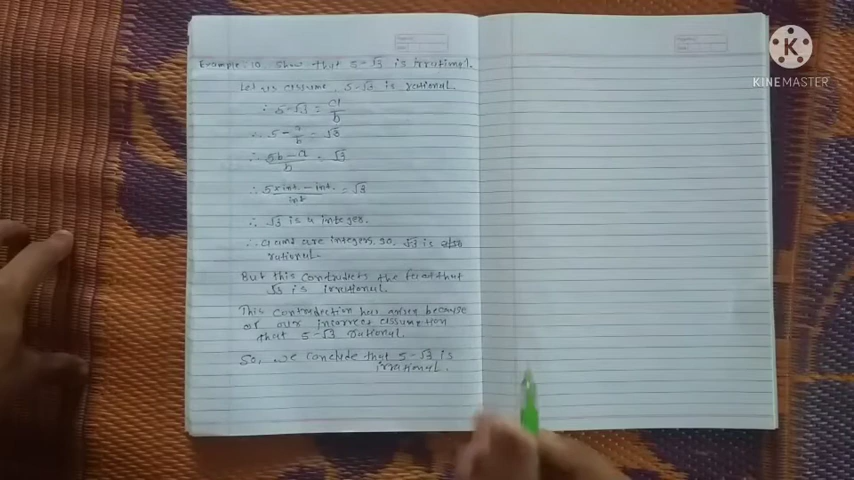 Example:10. Show that 5-√3 is irrational.
Let us assume, 5-√3 is rational.
∴ 5-√3 = a/b
∴ 5-a/b = √3
∴ 5b-a/b = √3
∴ 5×int.-int./int = √3
∴ √3 is a integer.
∴ a and are integers, so, √3 is also
rational.
But this contradicts the fact that
√3 is irrational.
This contradiction has arisen because
of our incorrect assumption
that 5-√3 rational.
So, we conclude that 5-√3 is
irrational.
K
KINEMASTER